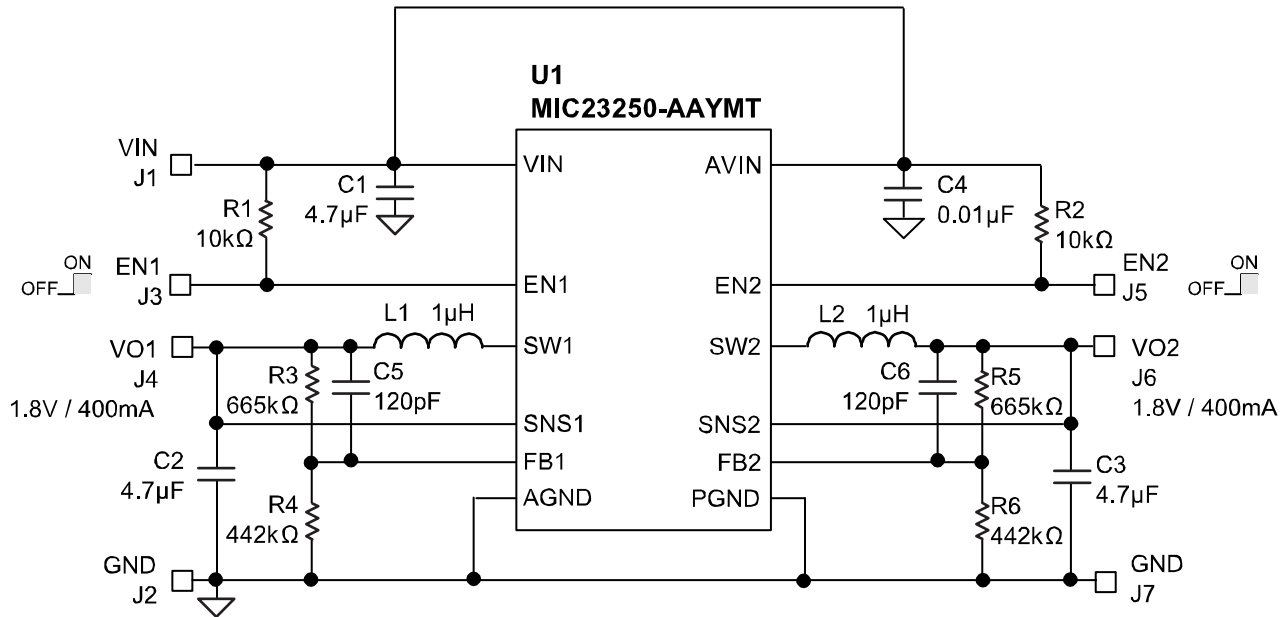 U1
MIC23250-AAYMT
VIN
J1
VIN
AVIN
C1
4.7µF
C4
0.01µF
R1
10kΩ
R2
10kΩ
ON
OFF
EN1
J3
EN1
EN2
EN2
J5
ON
OFF
L1 1µH
L2 1µH
VO1
J4
1.8V / 400mA
SW1
SW2
VO2
J6
1.8V / 400mA
R3
665kΩ
C5
120pF
C6
120pF
R5
665kΩ
SNS1
SNS2
C2
4.7µF
FB1
FB2
C3
4.7µF
R4
442kΩ
AGND
PGND
R6
442kΩ
GND
J2
GND
J7